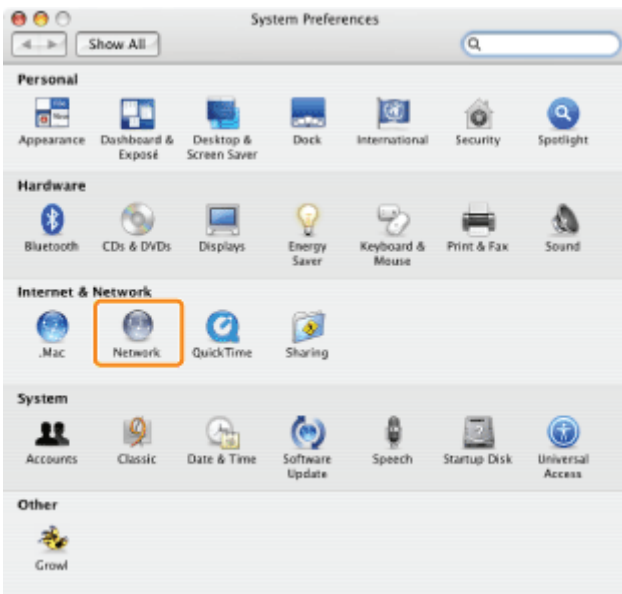 System Preferences
Show All
Personal
Appearance
Dashboard & Exposé
Desktop & Screen Saver
Dock
International
Security
Spotlight
Hardware
Bluetooth
CDs & DVDs
Displays
Energy Saver
Keyboard & Mouse
Print & Fax
Sound
Internet & Network
.Mac
Network
QuickTime
Sharing
System
Accounts
Classic
Date & Time
Software Update
Speech
Startup Disk
Universal Access
Other
Growl